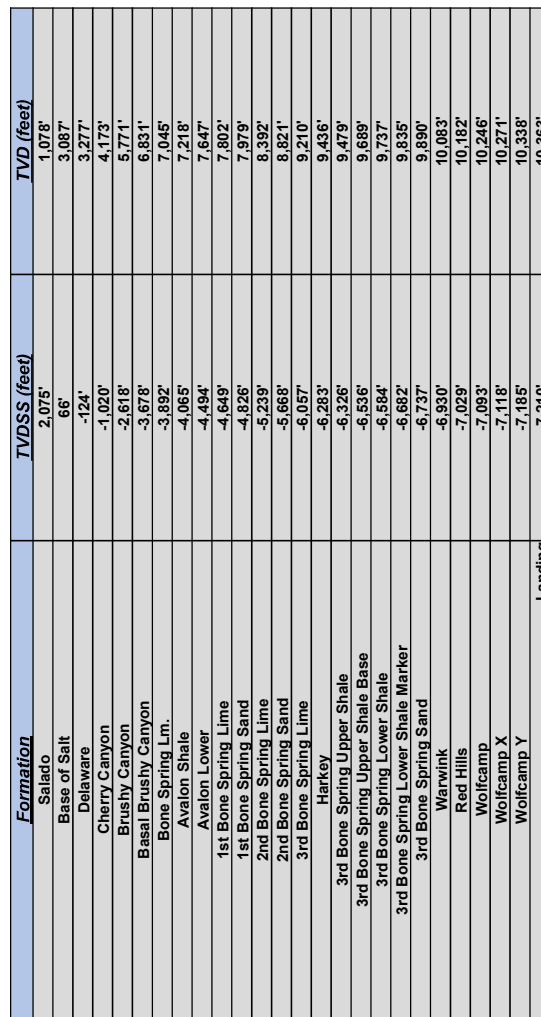 Formation TVDSS (feet) TVD (feet)
Salado 2,075' 1,078'
Base of Salt 66' 3,087'
Delaware -124' 3,277'
Cherry Canyon -1,020' 4,173'
Brushy Canyon -2,618' 5,771'
Basal Brushy Canyon -3,678' 6,831'
Bone Spring Lm. -3,892' 7,045'
Avalon Shale -4,065' 7,218'
Avalon Lower -4,494' 7,647'
1st Bone Spring Lime -4,649' 7,802'
1st Bone Spring Sand -4,826' 7,979'
2nd Bone Spring Lime -5,239' 8,392'
2nd Bone Spring Sand -5,668' 8,821'
3rd Bone Spring Lime -6,057' 9,210'
Harkey -6,283' 9,436'
3rd Bone Spring Upper Shale -6,326' 9,479'
3rd Bone Spring Upper Shale Base -6,536' 9,689'
3rd Bone Spring Lower Shale -6,584' 9,737'
3rd Bone Spring Lower Shale Marker -6,682' 9,835'
3rd Bone Spring Sand -6,737' 9,890'
Warwink -6,930' 10,083'
Red Hills -7,029' 10,182'
Wolfcamp -7,093' 10,246'
Wolfcamp X -7,118' 10,271'
Wolfcamp Y -7,185' 10,338'
Landing